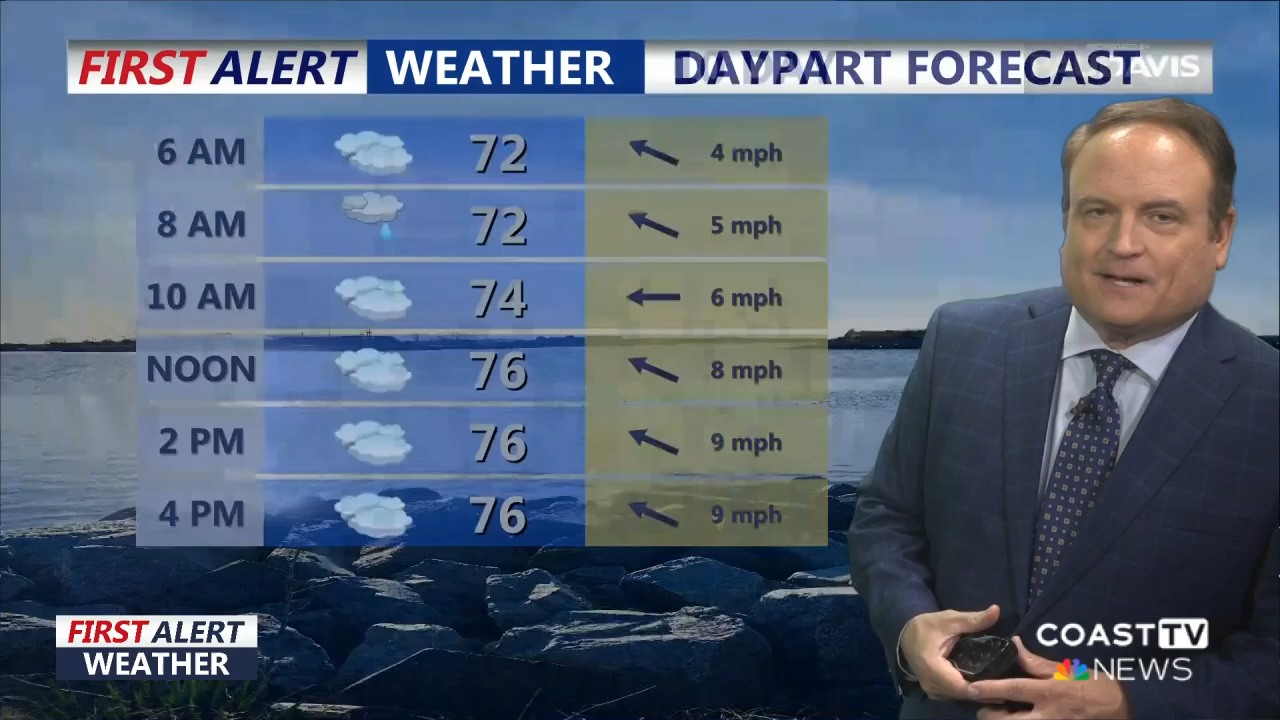 FIRST ALERT WEATHER DAYPART FORECAST
6 AM 72 4 mph
8 AM 72 5 mph
10 AM 74 6 mph
NOON 76 8 mph
2 PM 76 9 mph
4 PM 76 9 mph
FIRST ALERT
WEATHER
COAST TV
NEWS